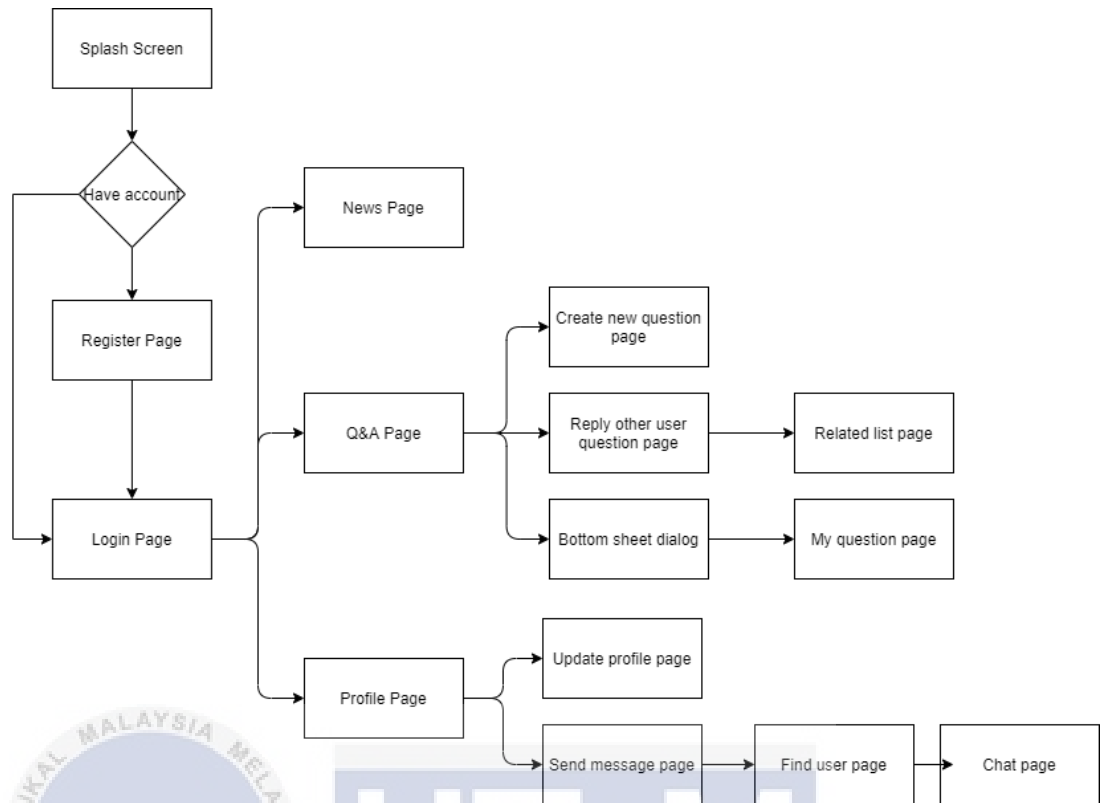 Splash Screen
Have account
News Page
Create new question
page
Register Page
Q&A Page
Reply other user
question page
Related list page
Login Page
Bottom sheet dialog
My question page
Update profile page
Profile Page
Send message page
Find user page
Chat page
MALAYSIA